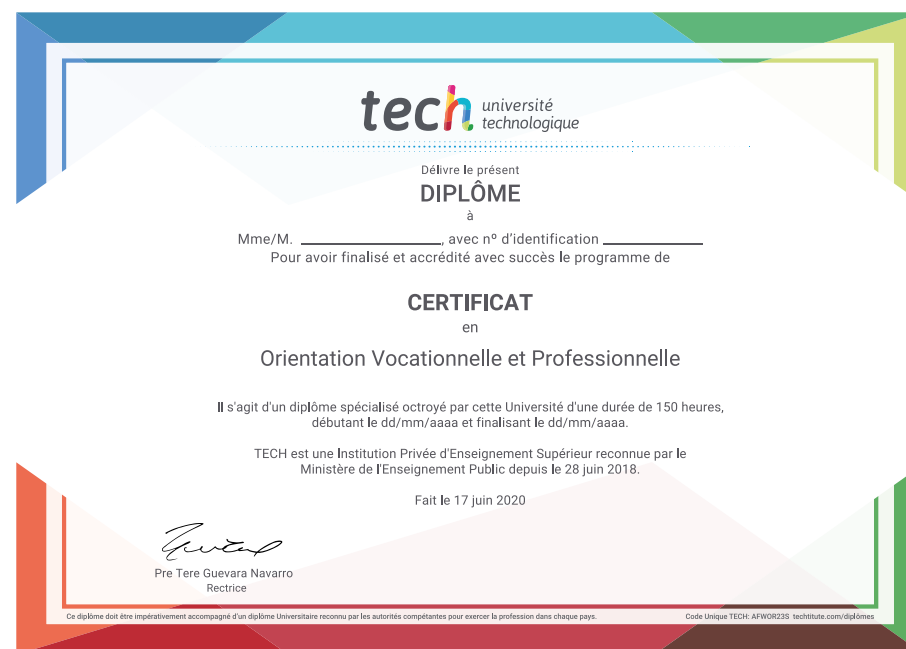 tech université
technologique
Délivre le présent
DIPLÔME
à
Mme/M. ____________________, avec nº d'identification ______________
Pour avoir finalisé et accrédité avec succès le programme de
CERTIFICAT
en
Orientation Vocationnelle et Professionnelle
Il s'agit d'un diplôme spécialisé octroyé par cette Université d'une durée de 150 heures,
débutant le dd/mm/aaaa et finalisant le dd/mm/aaaa.
TECH est une Institution Privée d'Enseignement Supérieur reconnue par le
Ministère de l'Enseignement Public depuis le 28 juin 2018.
Fait le 17 juin 2020
Pre Tere Guevara Navarro
Rectrice
Ce diplôme doit être impérativement accompagné d'un diplôme Universitaire reconnu par les autorités compétantes pour exercer la profession dans chaque pays.
Code Unique TECH: AFWOR23S techtitute.com/diplômes